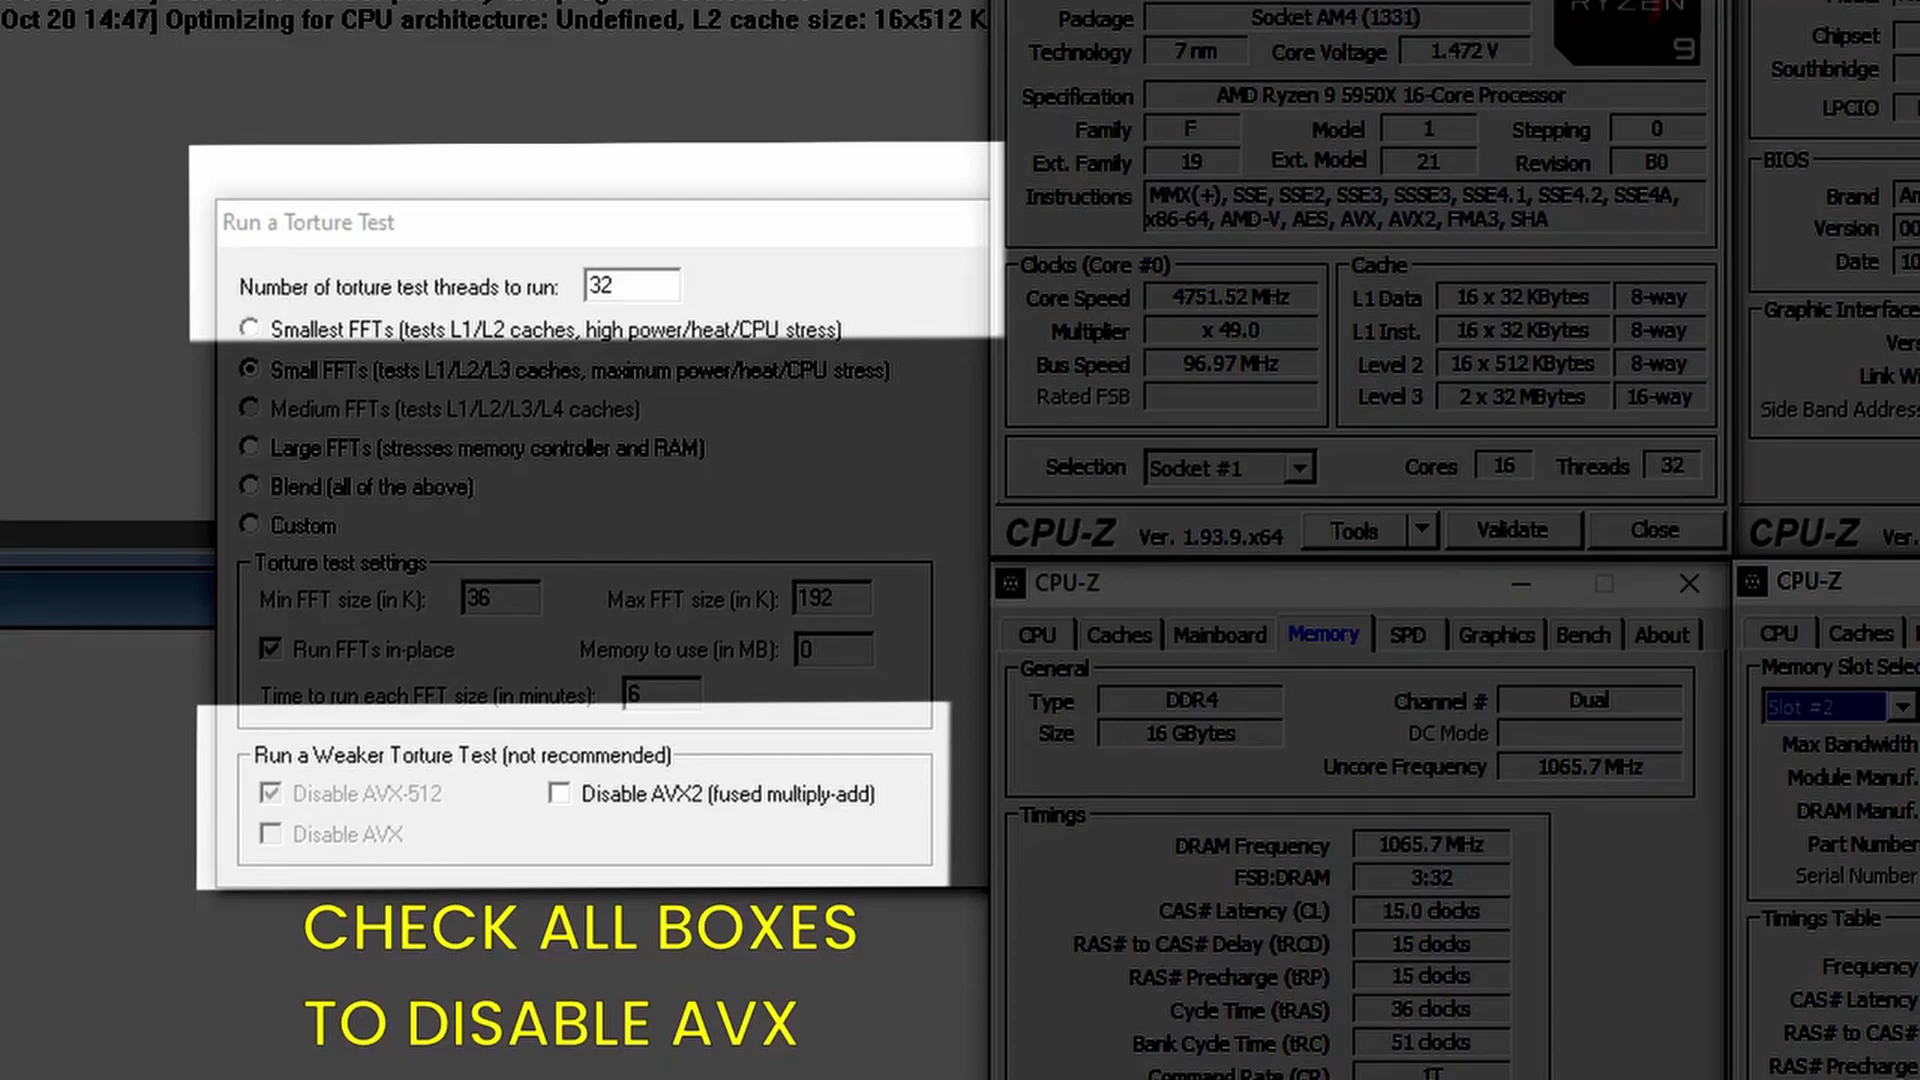 Oct 20 14:47] Optimizing for CPU architecture: Undefined, L2 cache size: 16x512 K
Run a Torture Test
Number of torture test threads to run: 32
Smallest FFTs (tests L1/L2 caches, high power/heat/CPU stress)
Small FFTs (tests L1/L2/L3 caches, maximum power/heat/CPU stress)
Medium FFTs (tests L1/L2/L3/L4 caches)
Large FFTs (stresses memory controller and RAM)
Blend (all of the above)
Custom
Torture test settings
Min FFT size (in K): 36 Max FFT size (in K): 192
Run FFTs in-place Memory to use (in MB): 0
Time to run each FFT size (in minutes): 6
Run a Weaker Torture Test (not recommended)
Disable AVX-512 Disable AVX2 (fused multiply-add)
Disable AVX
CHECK ALL BOXES
TO DISABLE AVX
Package Socket AM4 (1331)
RYZEN
9
Technology 7 nm Core Voltage 1.472 V
Specification AMD Ryzen 9 5950X 16-Core Processor
Family F Model 1 Stepping 0
Ext. Family 19 Ext. Model 21 Revision B0
Instructions MMX(+), SSE, SSE2, SSE3, SSSE3, SSE4.1, SSE4.2, SSE4A,
x86-64, AMD-V, AES, AVX, AVX2, FMA3, SHA
Clocks (Core #0)
Core Speed 4751.52 MHz
Multiplier x 49.0
Bus Speed 96.97 MHz
Rated FSB
Cache
L1 Data 16 x 32 KBytes 8-way
L1 Inst. 16 x 32 KBytes 8-way
Level 2 16 x 512 KBytes 8-way
Level 3 2 x 32 MBytes 16-way
Selection Socket #1 Cores 16 Threads 32
CPU-Z Ver. 1.93.9.x64 Tools Validate Close
CPU-Z
CPU Caches Mainboard Memory SPD Graphics Bench About
General
Type DDR4 Channel # Dual
Size 16 GBytes DC Mode
Uncore Frequency 1065.7 MHz
Timings
DRAM Frequency 1065.7 MHz
FSB:DRAM 3:32
CAS# Latency (CL) 15.0 clocks
RAS# to CAS# Delay (tRCD) 15 clocks
RAS# Precharge (tRP) 15 clocks
Cycle Time (tRAS) 36 clocks
Bank Cycle Time (tRC) 51 clocks
Command Rate (CR) 1T
Chipset
Southbridge
LPCIO
BIOS
Brand
Version 00
Date 10
Graphic Interface
Side Band Address
CPU-Z Ver.
CPU-Z
CPU Caches
Slot #2
Max Bandwidth
Module Manuf.
DRAM Manuf.
Part Number
Serial Number
Timings Table
Frequency
CAS# Latency
RAS# to CAS#
RAS# Precharge